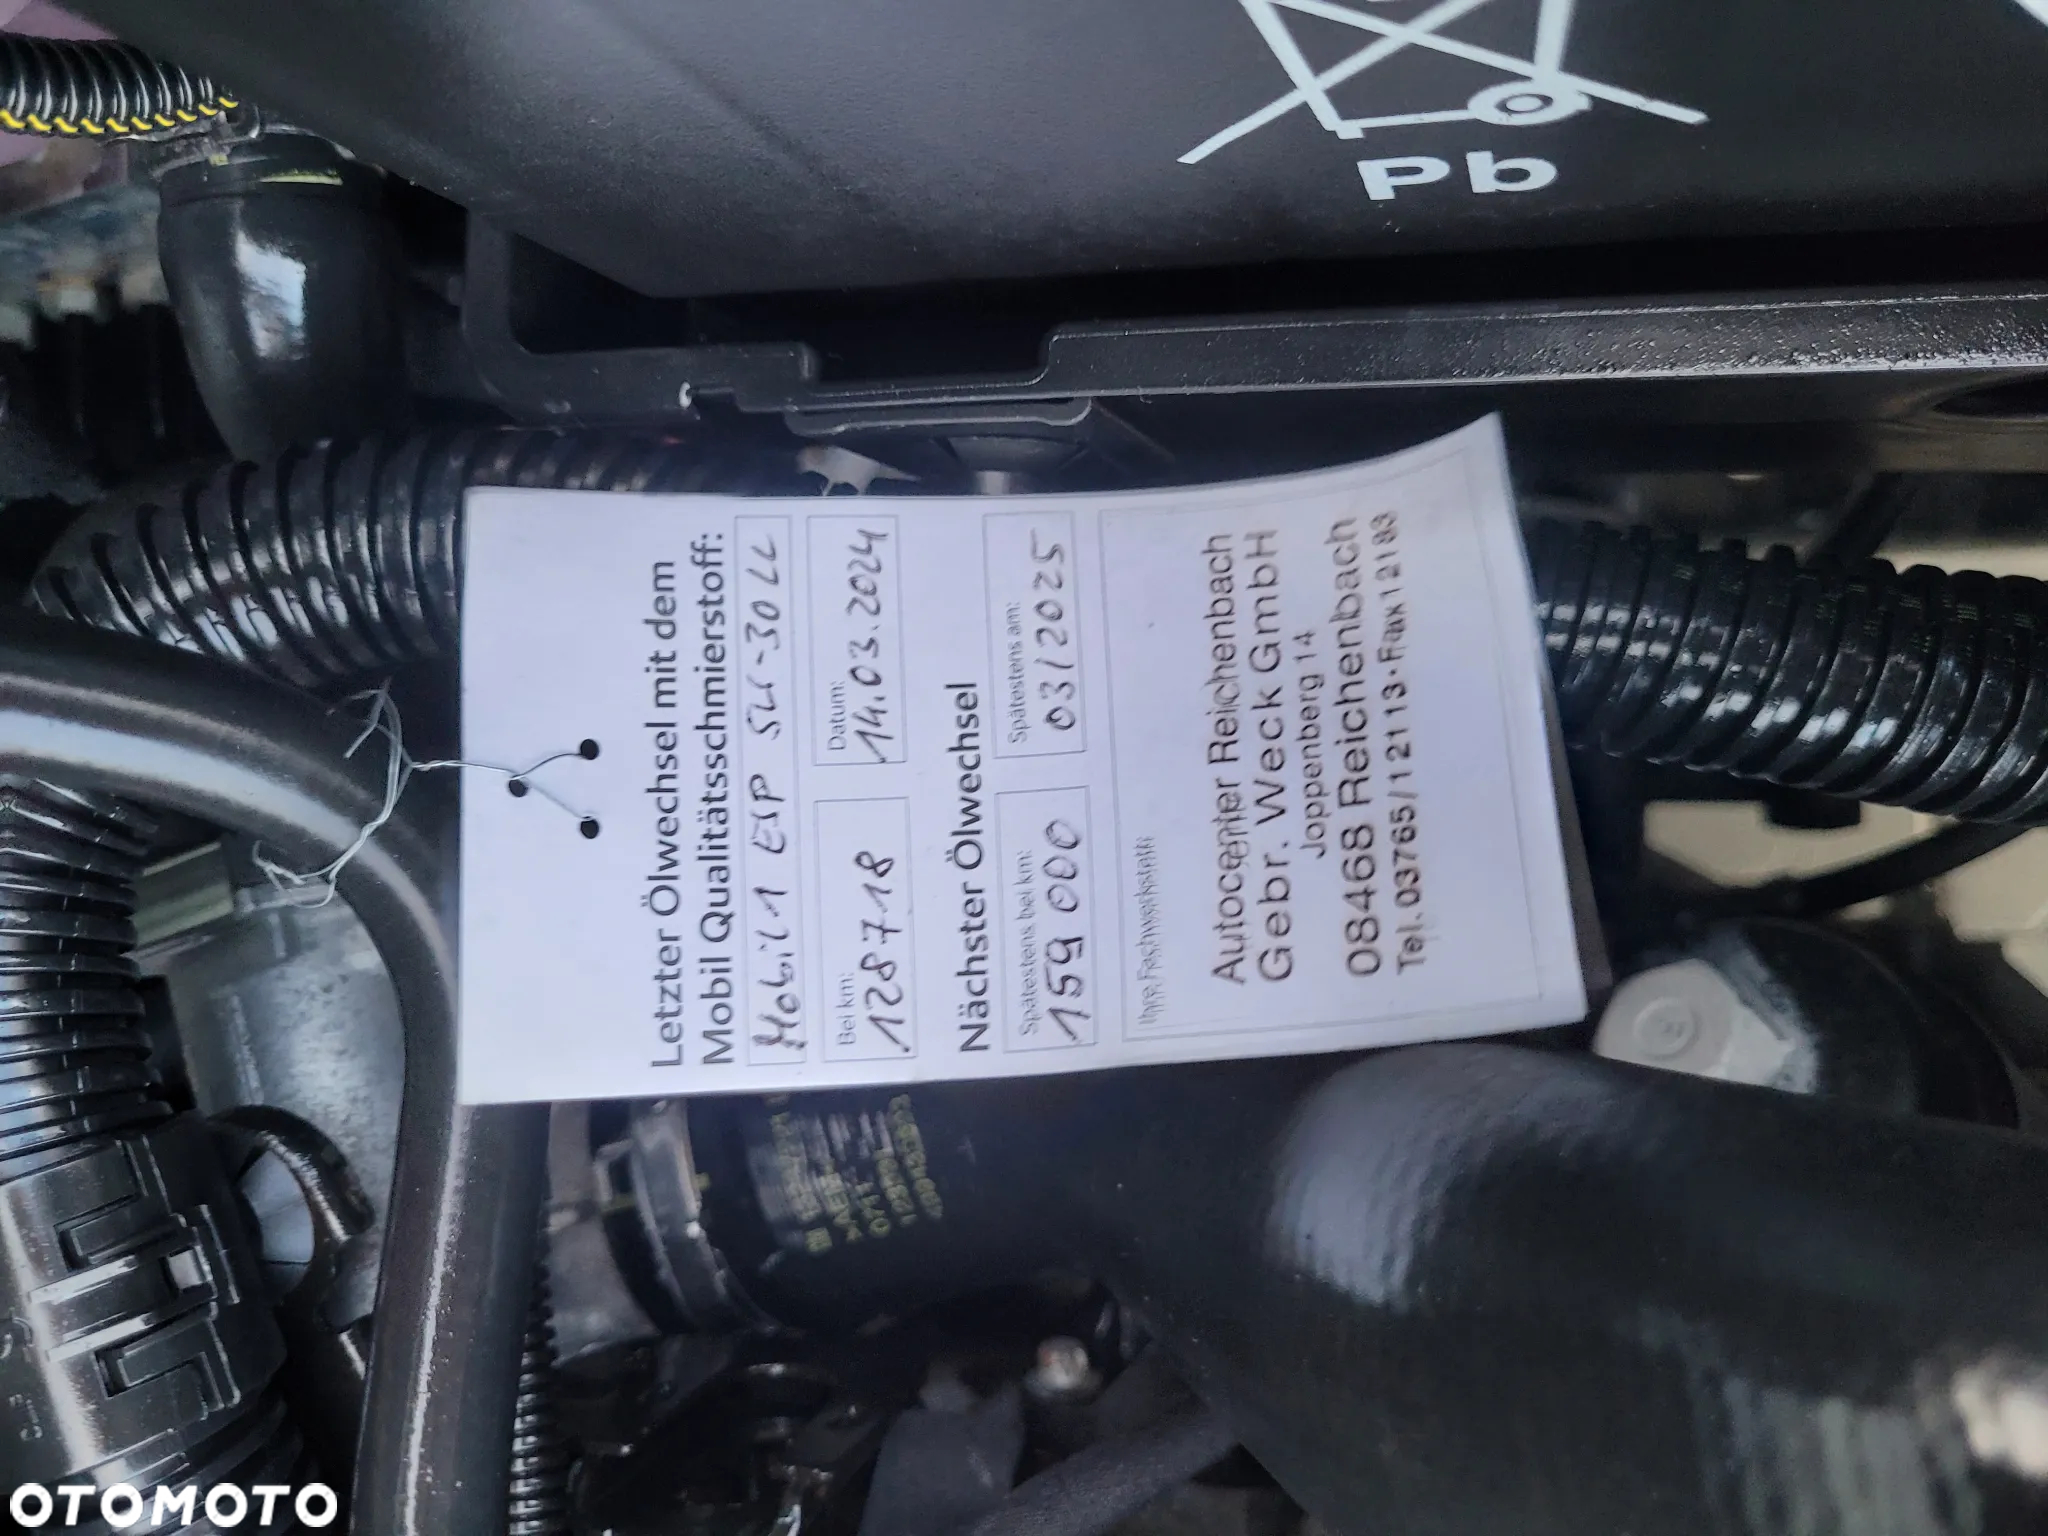 Pb
Letzter Ölwechsel mit dem
Mobil Qualitätsschmierstoff:
Mobil 1 ESP 5W-30 LL
Bei km:
128718
Datum:
14.03.2024
Nächster Ölwechsel
Spätestens bei km:
159000
Spätestens am:
03/2025
Ihre Fachwerkstatt:
Autocenter Reichenbach
Gebr. Weck GmbH
Joppenberg 14
08468 Reichenbach
Tel. 03765/12113 · Fax 12193
OTOMOTO